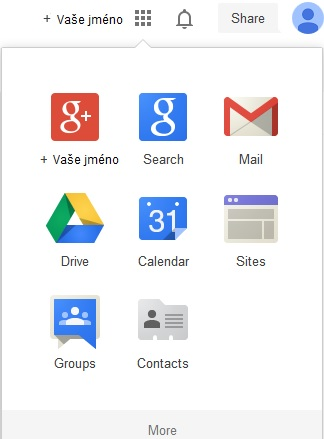 + Vaše jméno Share
g+ g
+ Vaše jméno Search Mail
31
Drive Calendar Sites
Groups Contacts
More